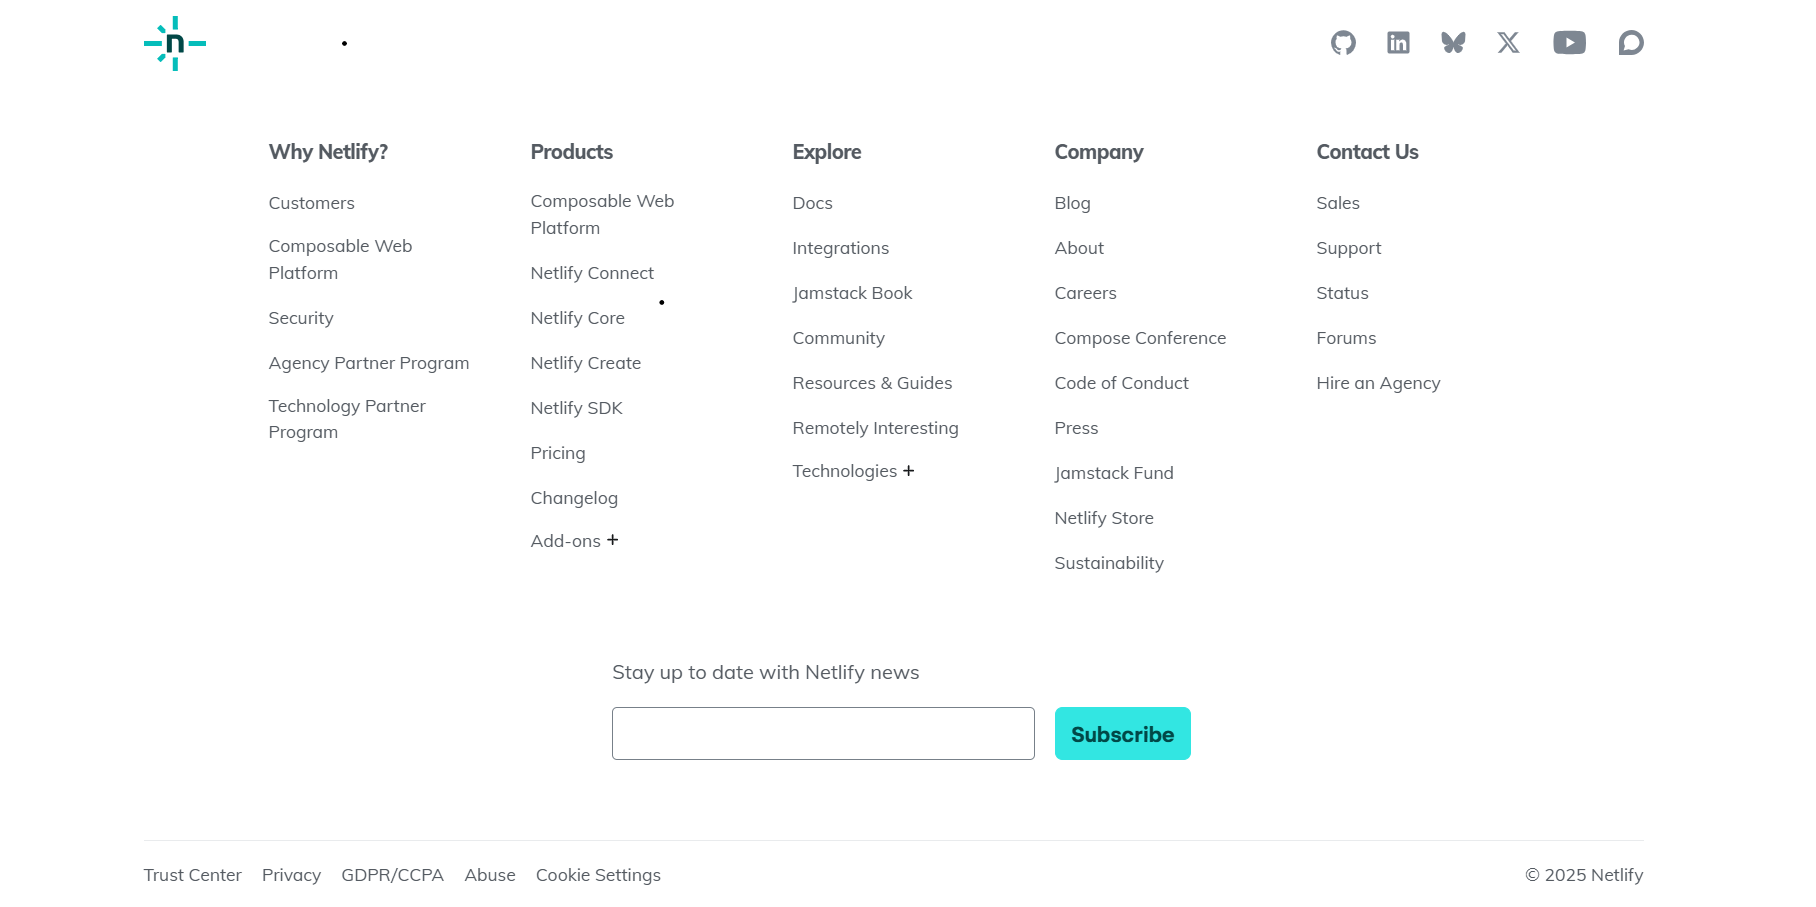 n
Why Netlify?
Customers
Composable Web
Platform
Security
Agency Partner Program
Technology Partner
Program
Products
Composable Web
Platform
Netlify Connect
Netlify Core
Netlify Create
Netlify SDK
Pricing
Changelog
Add-ons +
Explore
Docs
Integrations
Jamstack Book
Community
Resources & Guides
Remotely Interesting
Technologies +
Company
Blog
About
Careers
Compose Conference
Code of Conduct
Press
Jamstack Fund
Netlify Store
Sustainability
Contact Us
Sales
Support
Status
Forums
Hire an Agency
Stay up to date with Netlify news
Subscribe
Trust Center Privacy GDPR/CCPA Abuse Cookie Settings
© 2025 Netlify